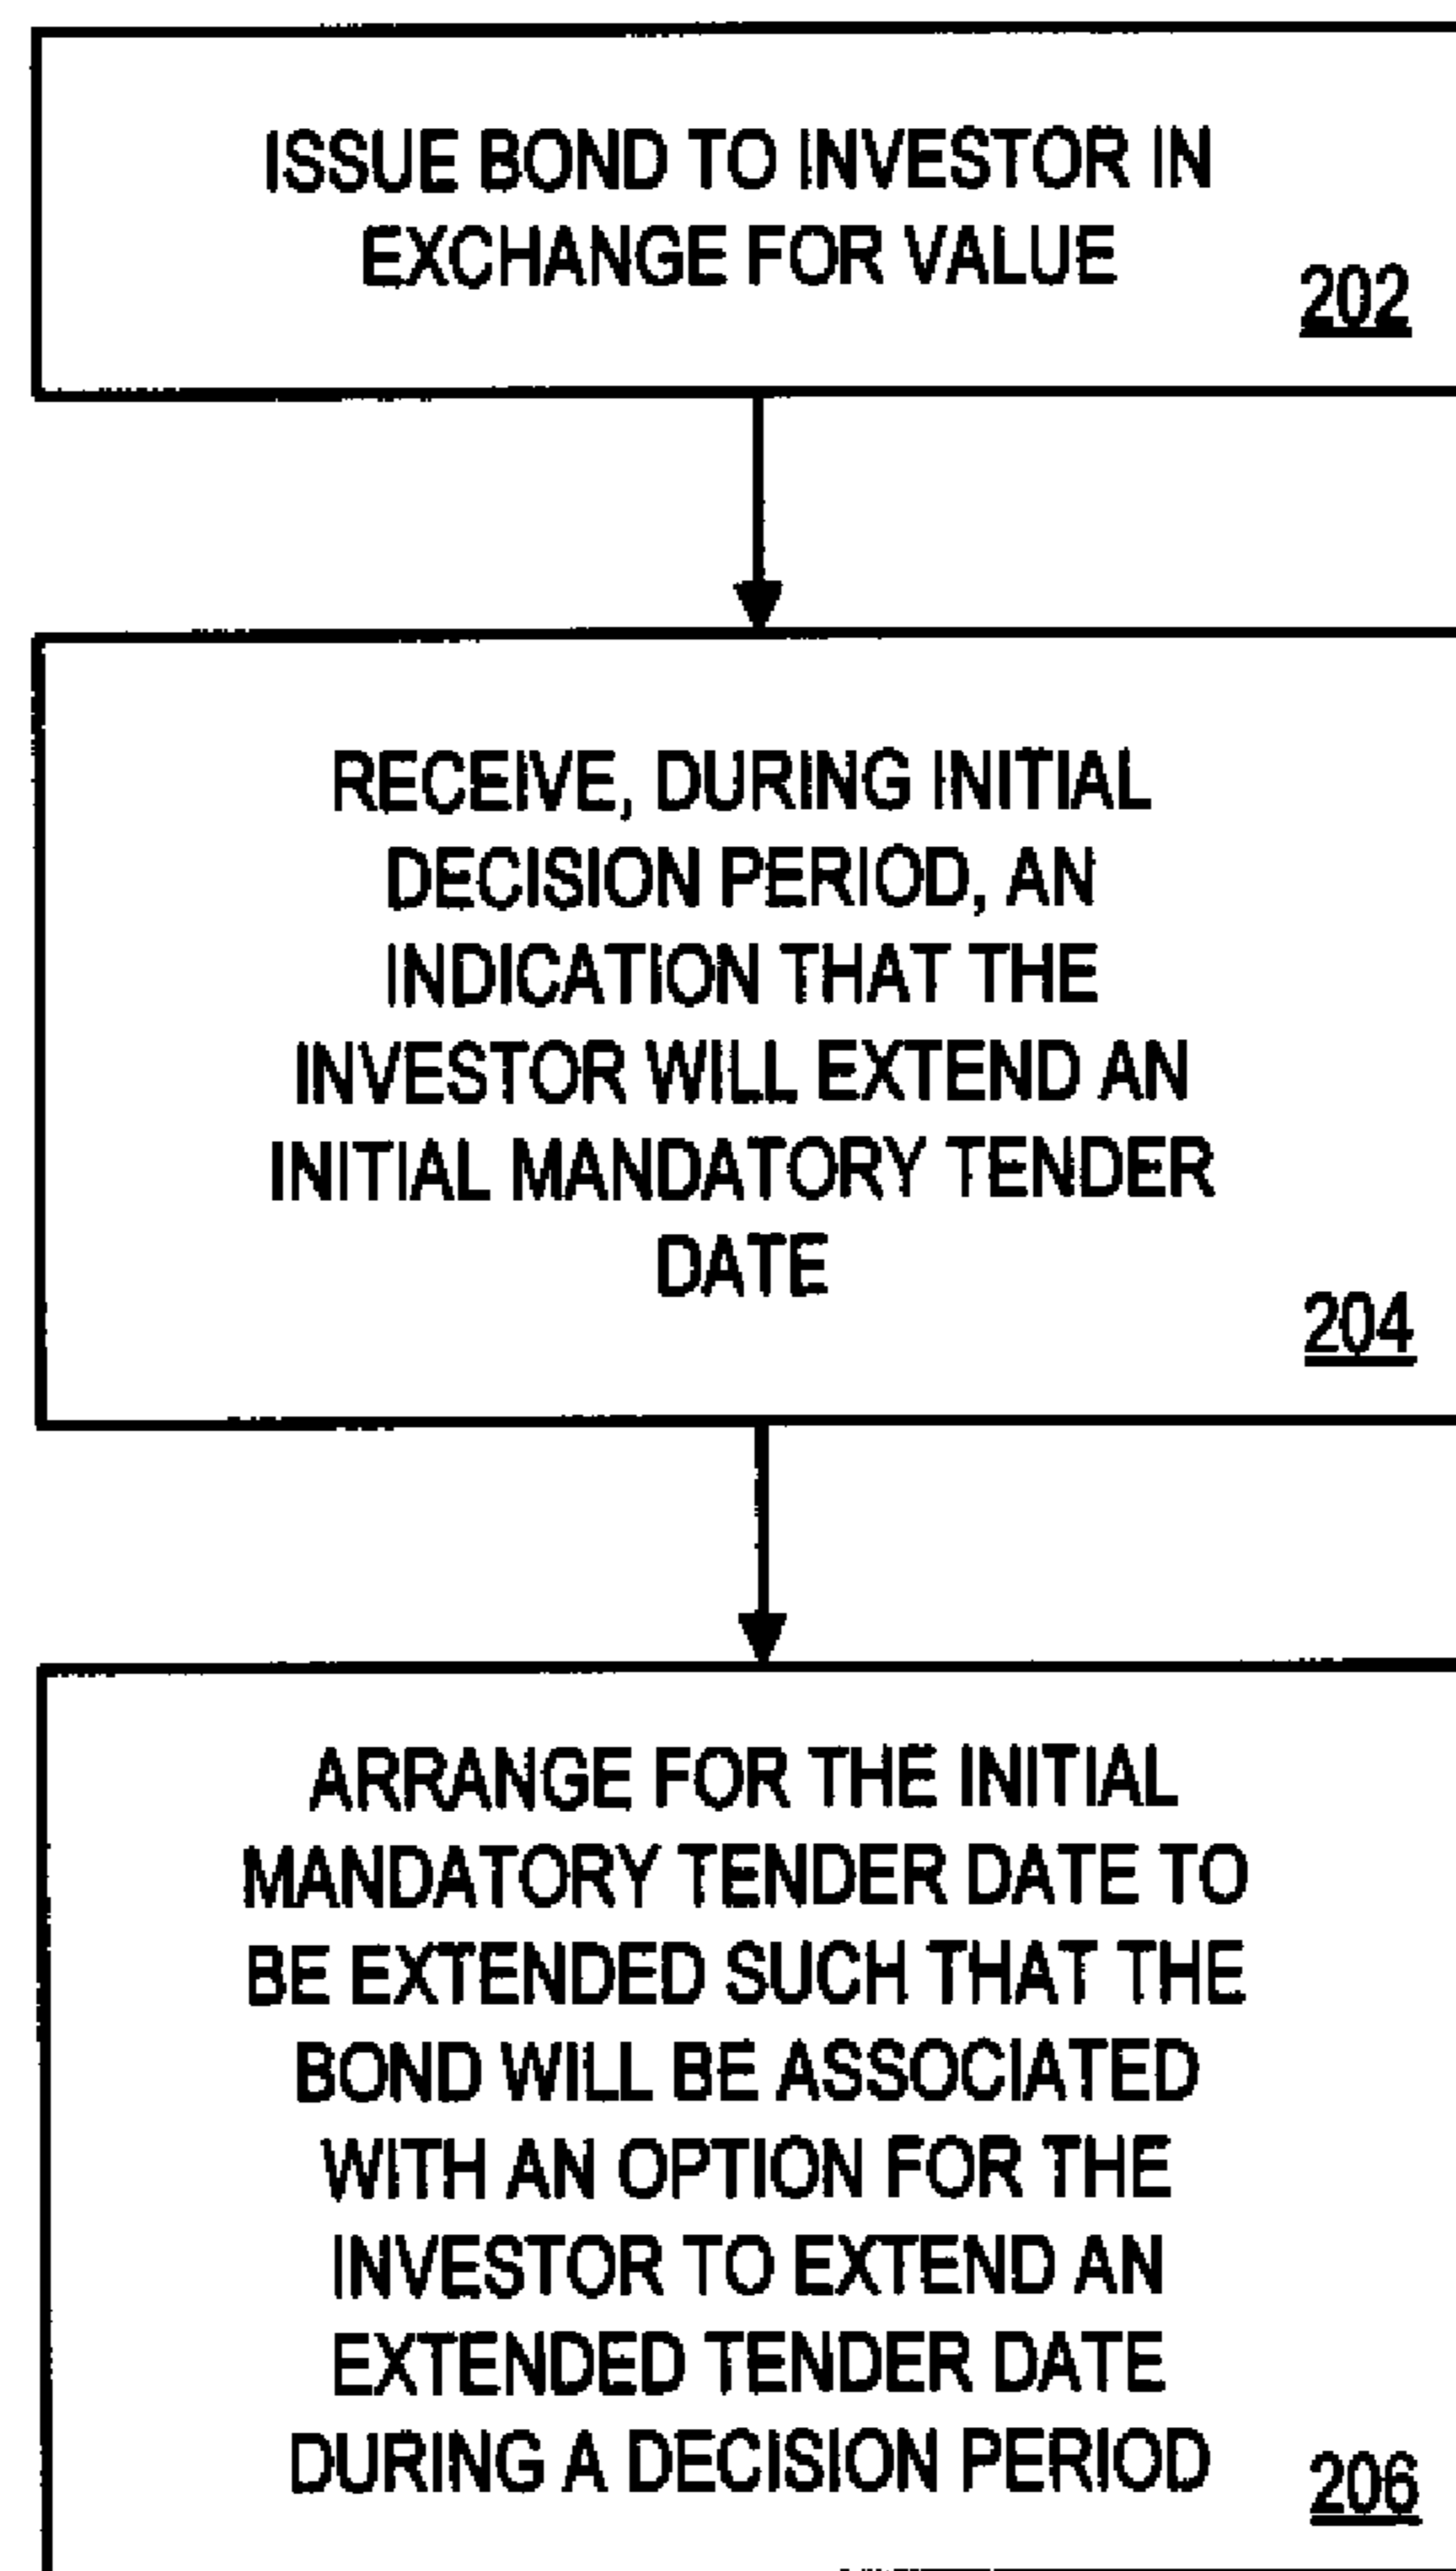 ISSUE BOND TO INVESTOR IN
EXCHANGE FOR VALUE
202
RECEIVE, DURING INITIAL
DECISION PERIOD, AN
INDICATION THAT THE
INVESTOR WILL EXTEND AN
INITIAL MANDATORY TENDER
DATE
204
ARRANGE FOR THE INITIAL
MANDATORY TENDER DATE TO
BE EXTENDED SUCH THAT THE
BOND WILL BE ASSOCIATED
WITH AN OPTION FOR THE
INVESTOR TO EXTEND AN
EXTENDED TENDER DATE
DURING A DECISION PERIOD
206